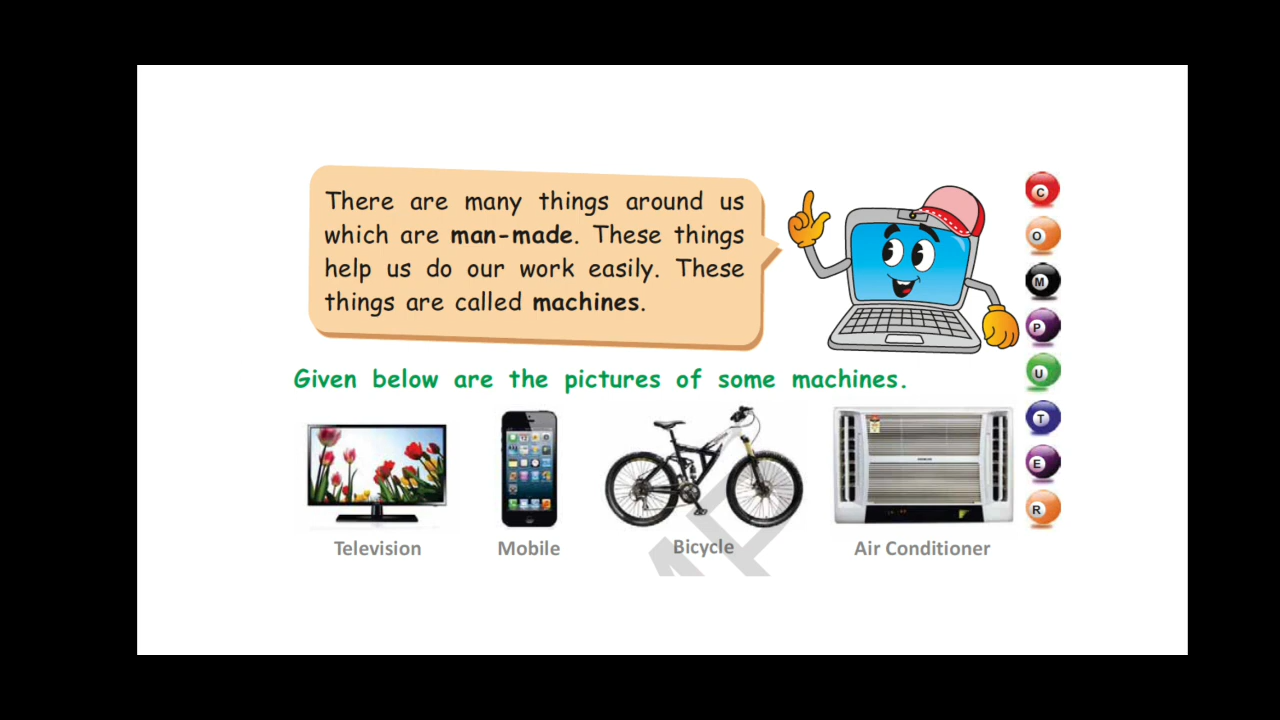 There are many things around us
which are man-made. These things
help us do our work easily. These
things are called machines.
C
O
M
P
U
T
E
R
Given below are the pictures of some machines.
Television
Mobile
Bicycle
Air Conditioner